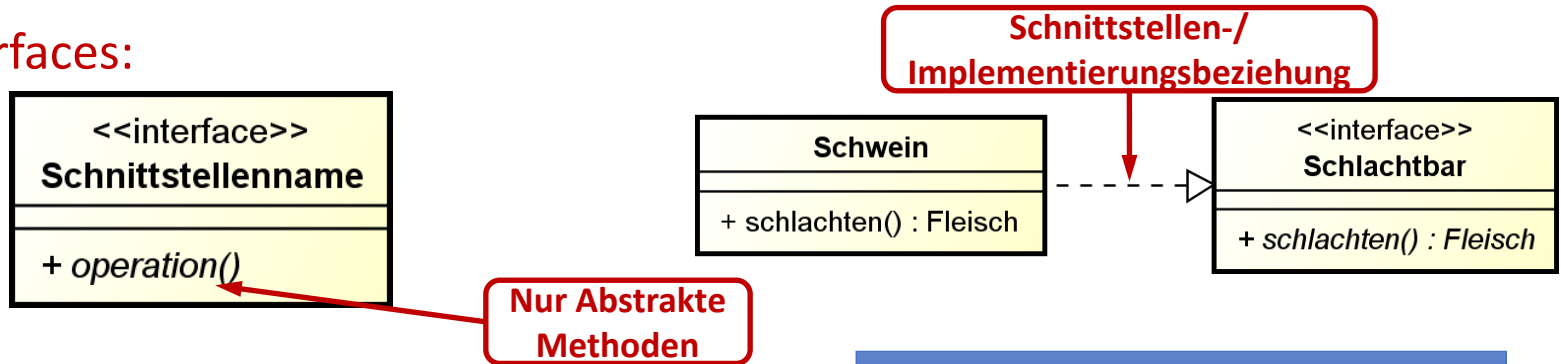 rfaces:
<<interface>>
Schnittstellenname
+ operation()
Nur Abstrakte
Methoden
Schnittstellen-/
Implementierungsbeziehung
Schwein
+ schlachten() : Fleisch
<<interface>>
Schlachtbar
+ schlachten() : Fleisch